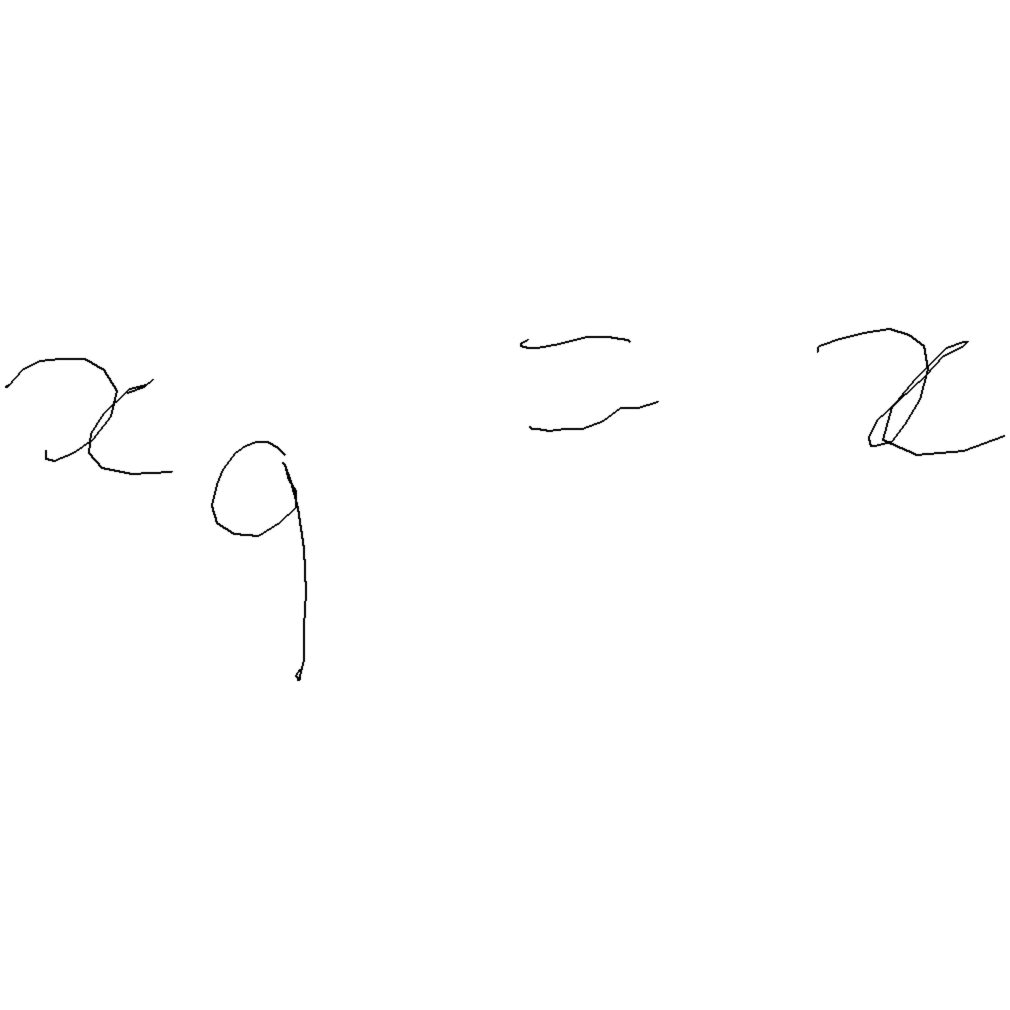 x_q = x